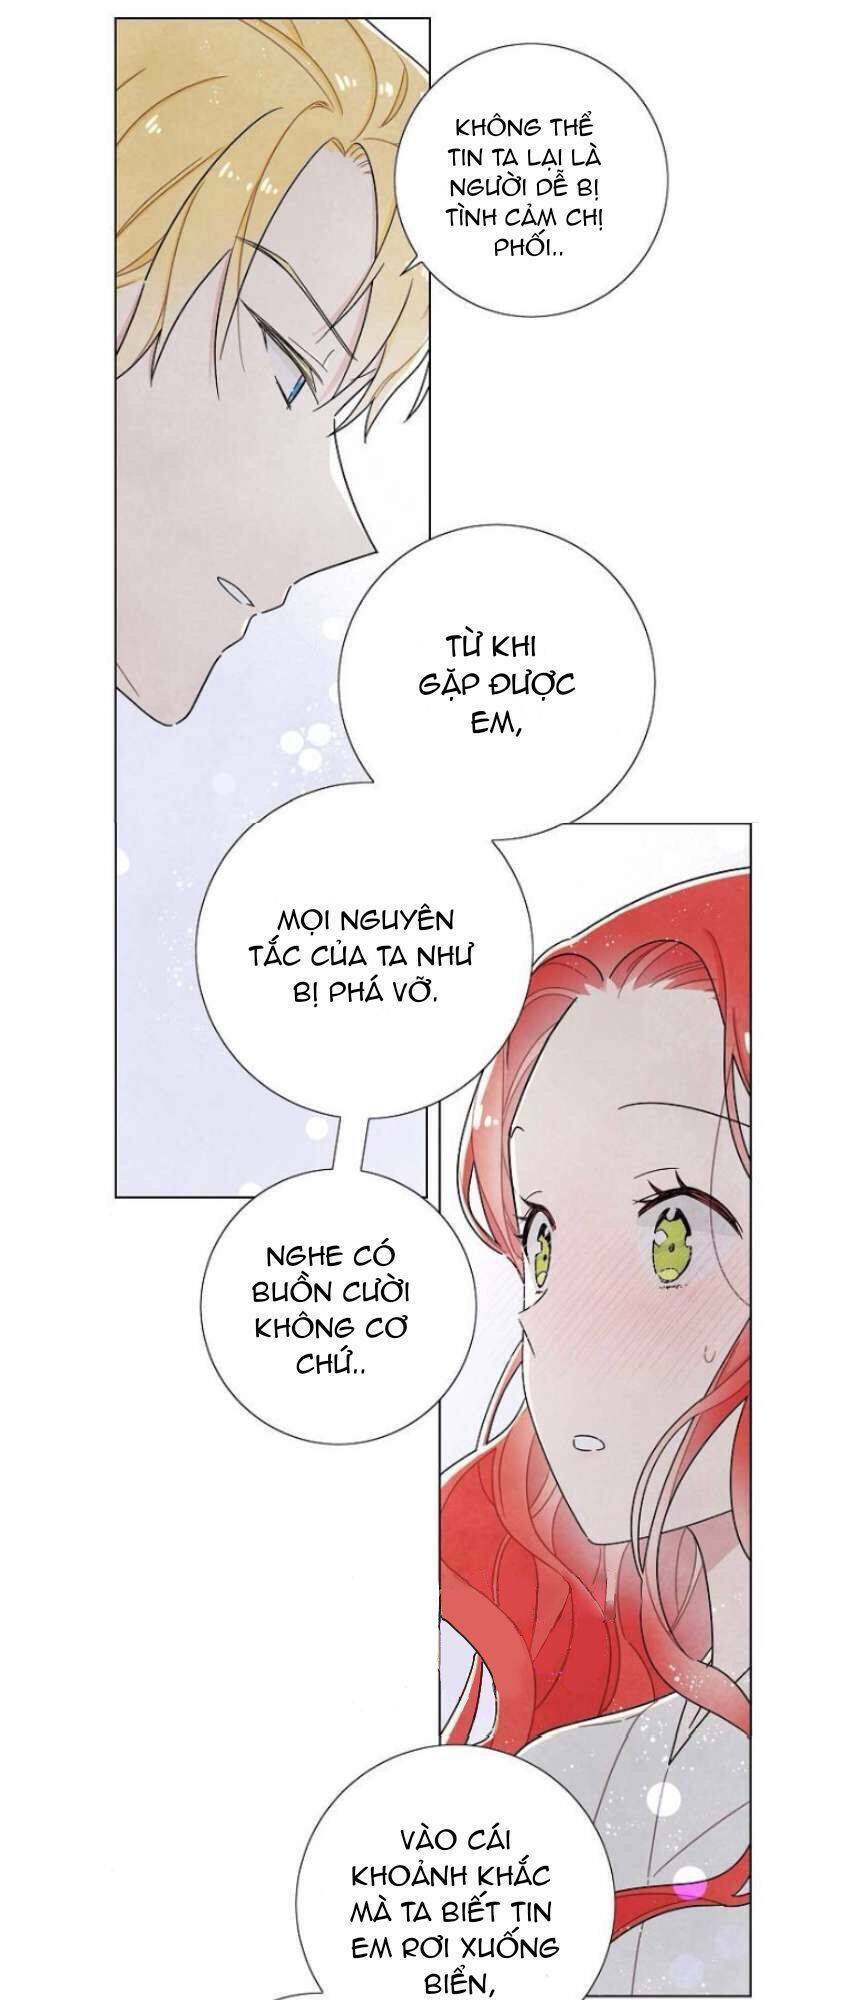 KHÔNG THỂ
TIN TA LẠI LÀ
NGƯỜI DỄ BỊ
TÌNH CẢM CHỊ
PHỐI..
TỪ KHI
GẶP ĐƯỢC
EM,
MỌI NGUYÊN
TẮC CỦA TA NHƯ
BỊ PHÁ VỠ.
NGHE CÓ
BUỒN CƯỜI
KHÔNG CƠ
CHỨ..
VÀO CÁI
KHOẢNH KHẮC
MÀ TA BIẾT TIN
EM RƠI XUỐNG
BIỂN,